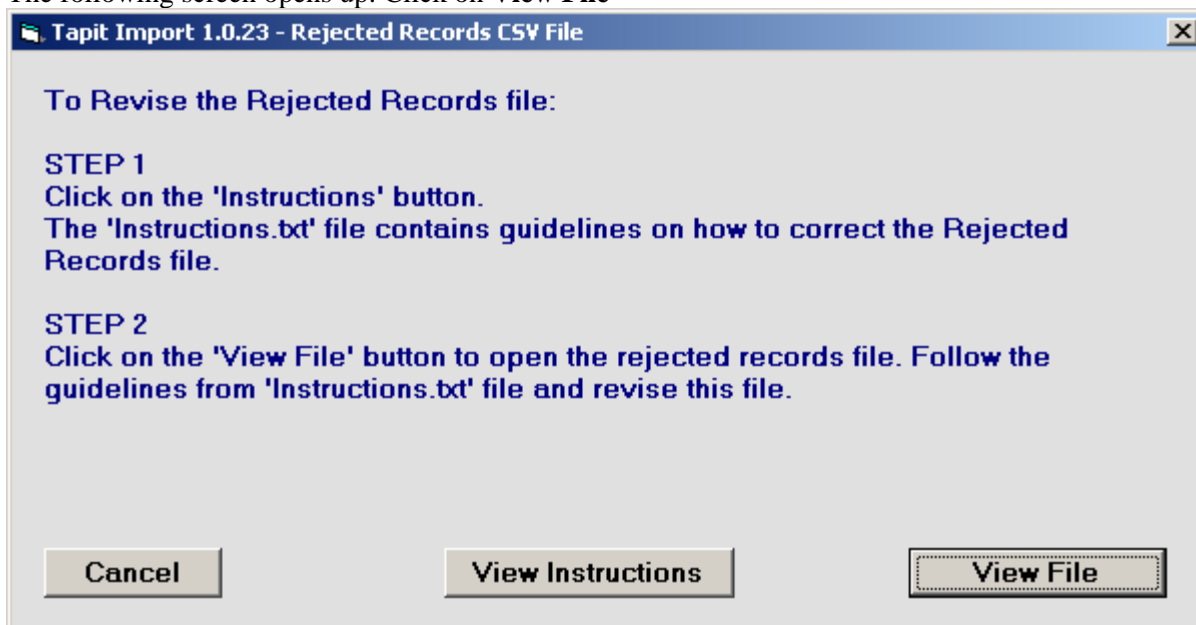 The following screen opens up. Click on View File
Tapit Import 1.0.23 - Rejected Records CSV File
To Revise the Rejected Records file:
STEP 1
Click on the 'Instructions' button.
The 'Instructions.txt' file contains guidelines on how to correct the Rejected
Records file.
STEP 2
Click on the 'View File' button to open the rejected records file. Follow the
guidelines from 'Instructions.txt' file and revise this file.
Cancel
View Instructions
View File